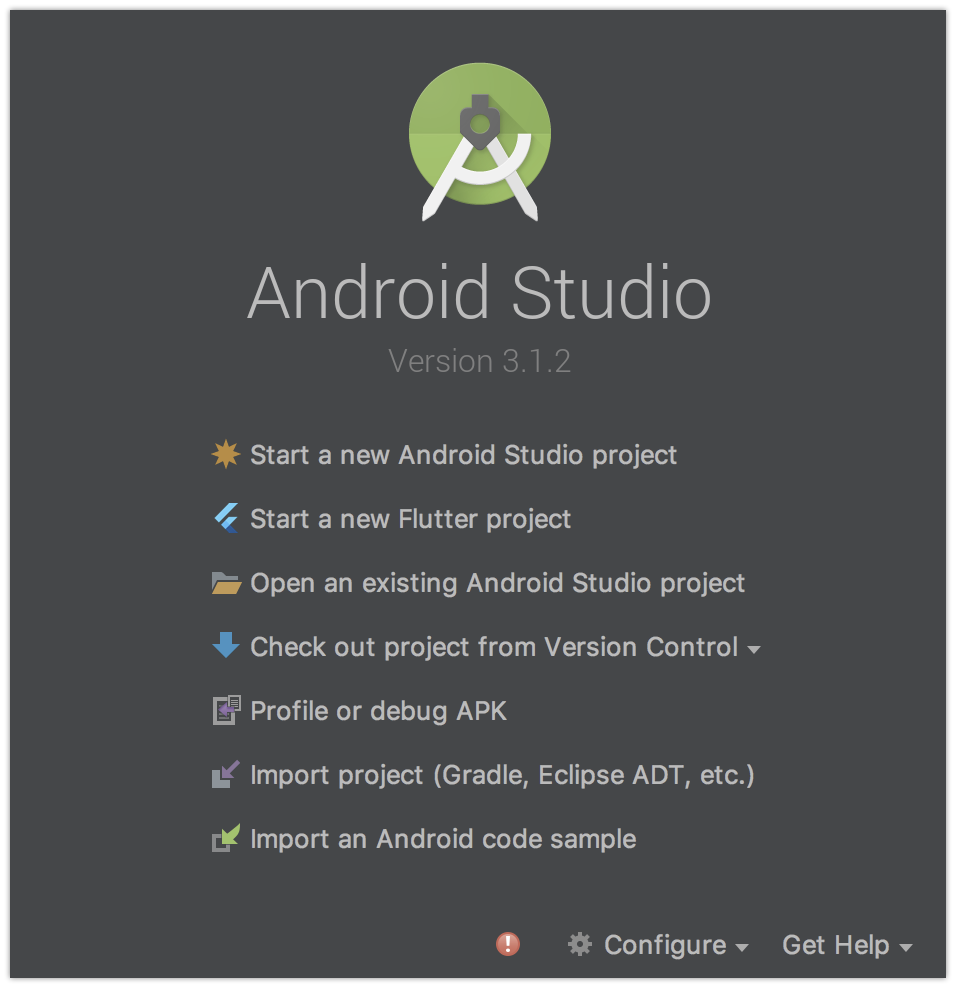 Android Studio
Version 3.1.2
Start a new Android Studio project
Start a new Flutter project
Open an existing Android Studio project
Check out project from Version Control
Profile or debug APK
Import project (Gradle, Eclipse ADT, etc.)
Import an Android code sample
Configure Get Help